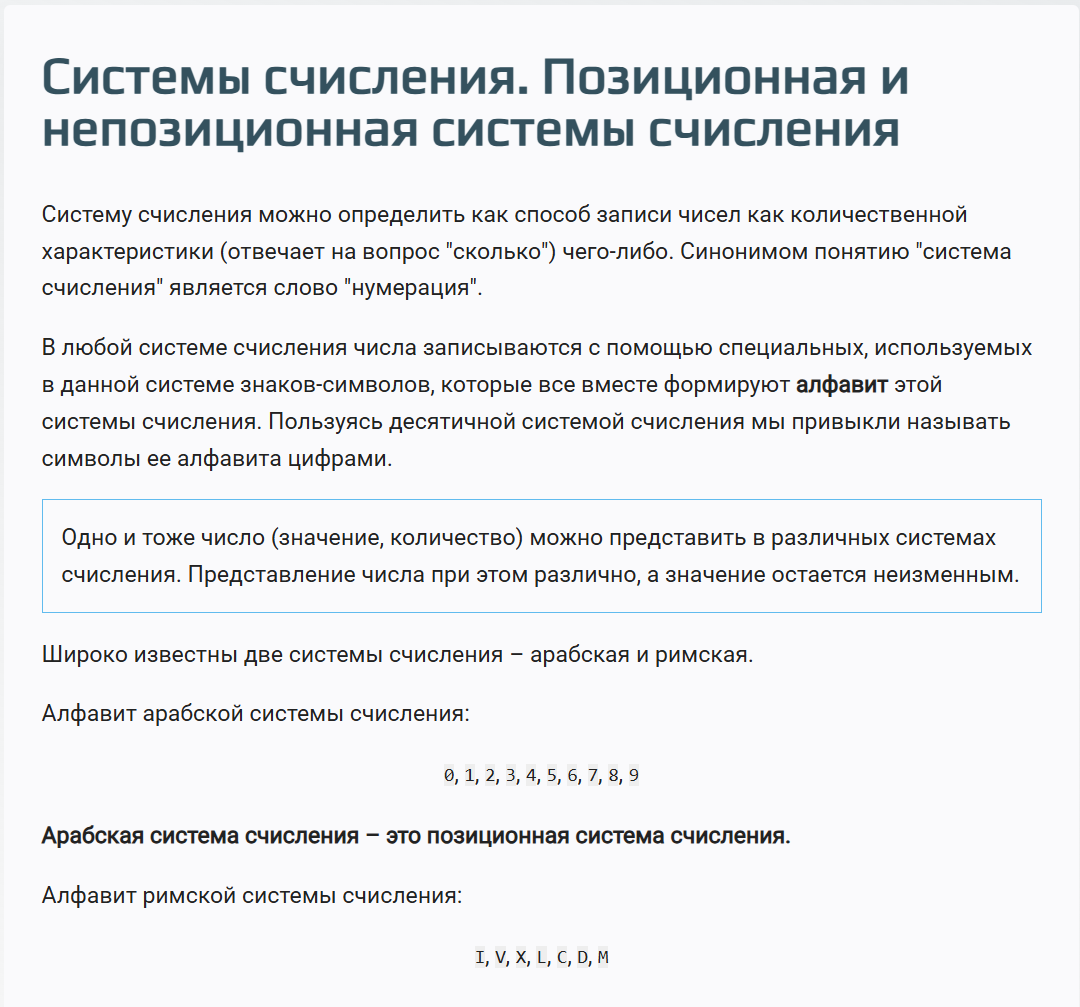 Системы счисления. Позиционная и
непозиционная системы счисления
Систему счисления можно определить как способ записи чисел как количественной
характеристики (отвечает на вопрос "сколько") чего-либо. Синонимом понятию "система
счисления" является слово "нумерация".
В любой системе счисления числа записываются с помощью специальных, используемых
в данной системе знаков-символов, которые все вместе формируют алфавит этой
системы счисления. Пользуясь десятичной системой счисления мы привыкли называть
символы ее алфавита цифрами.
Одно и тоже число (значение, количество) можно представить в различных системах
счисления. Представление числа при этом различно, а значение остается неизменным.
Широко известны две системы счисления – арабская и римская.
Алфавит арабской системы счисления:
0, 1, 2, 3, 4, 5, 6, 7, 8, 9
Арабская система счисления – это позиционная система счисления.
Алфавит римской системы счисления:
I, V, X, L, C, D, M